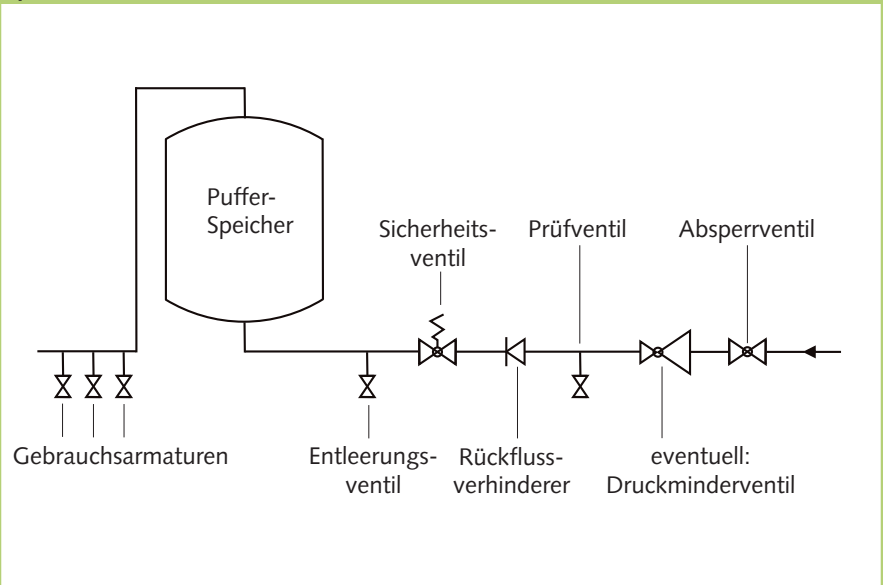 Puffer-
Speicher
Sicherheits-
ventil
Prüfventil
Absperrventil
Gebrauchsarmaturen
Entleerungs-
ventil
Rückfluss-
verhinderer
eventuell:
Druckminderventil